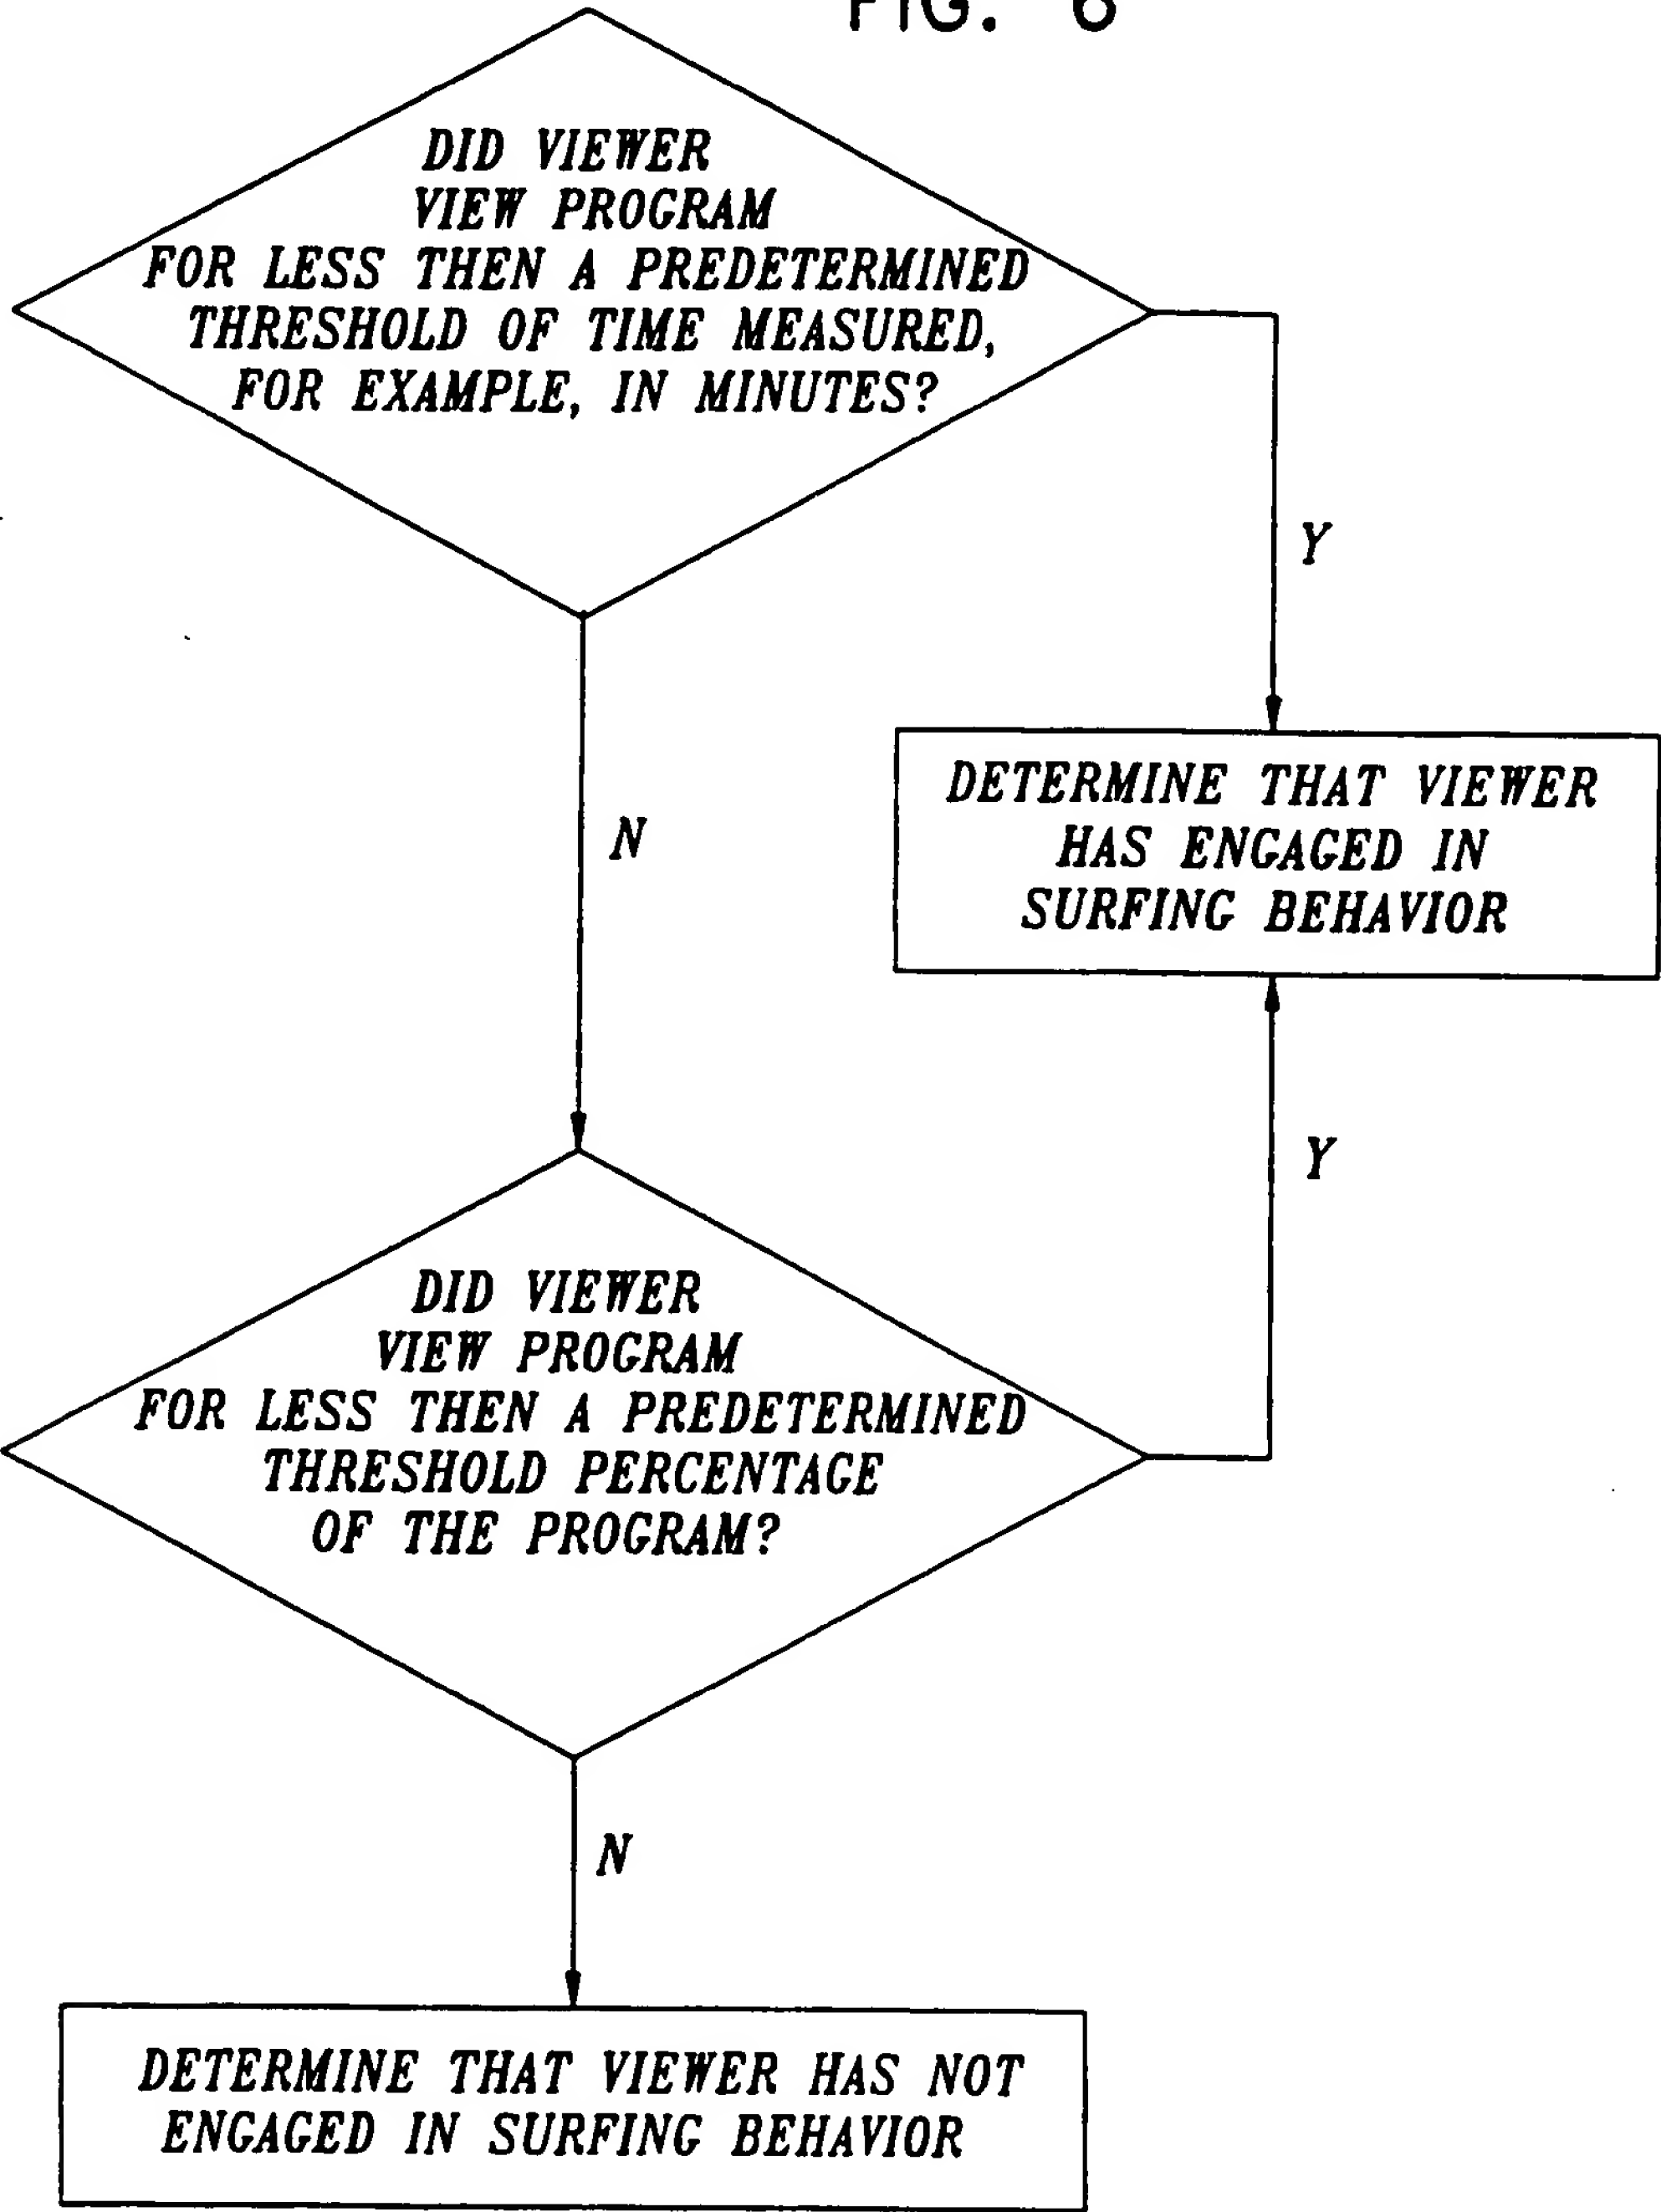 FIG. 6
DID VIEWER
VIEW PROGRAM
FOR LESS THEN A PREDETERMINED
THRESHOLD OF TIME MEASURED,
FOR EXAMPLE, IN MINUTES?
Y
N
DETERMINE THAT VIEWER
HAS ENGAGED IN
SURFING BEHAVIOR
Y
DID VIEWER
VIEW PROGRAM
FOR LESS THEN A PREDETERMINED
THRESHOLD PERCENTAGE
OF THE PROGRAM?
N
DETERMINE THAT VIEWER HAS NOT
ENGAGED IN SURFING BEHAVIOR